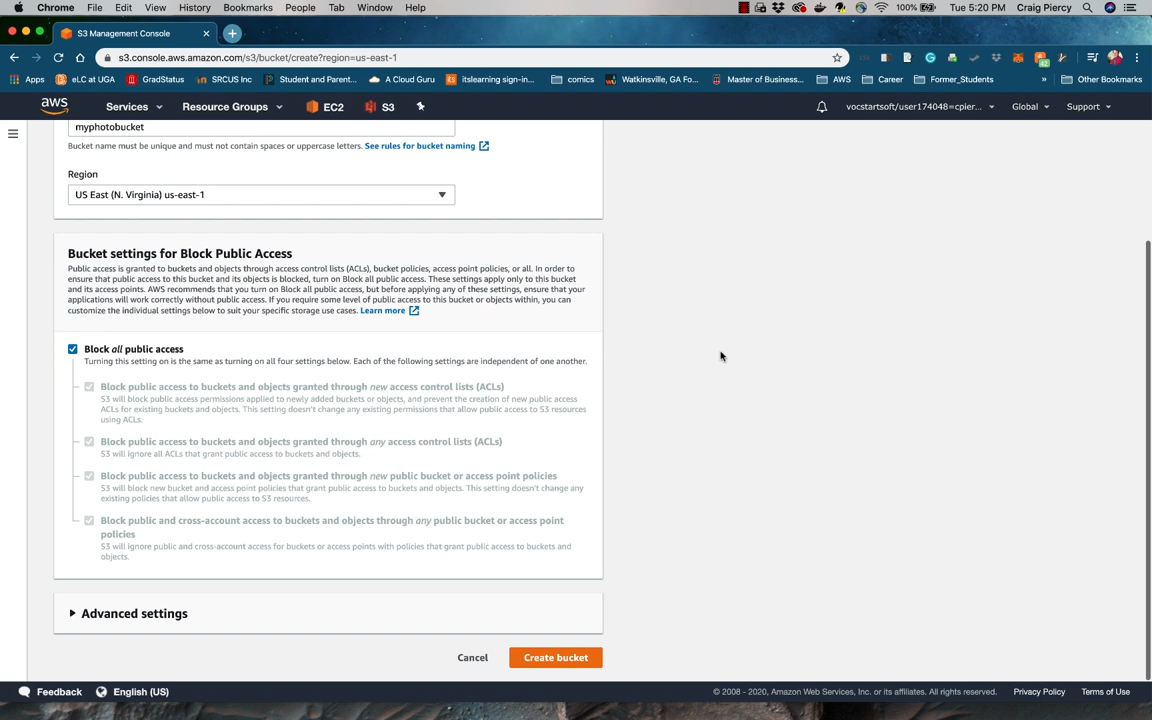 Chrome File Edit View History Bookmarks People Tab Window Help 100% Tue 5:20 PM Craig Piercy
S3 Management Console
s3.console.aws.amazon.com/s3/bucket/create?region=us-east-1
Apps eLC at UGA GradStatus SRCUS Inc Student and Parent... A Cloud Guru itslearning sign-in... comics Watkinsville, GA Fo... Master of Business... AWS Career Former_Students » Other Bookmarks
aws Services Resource Groups EC2 S3 vocstartsoft/user174048=cpier... Global Support
myphotobucket
Bucket name must be unique and must not contain spaces or uppercase letters. See rules for bucket naming
Region
US East (N. Virginia) us-east-1
Bucket settings for Block Public Access
Public access is granted to buckets and objects through access control lists (ACLs), bucket policies, access point policies, or all. In order to
ensure that public access to this bucket and its objects is blocked, turn on Block all public access. These settings apply only to this bucket
and its access points. AWS recommends that you turn on Block all public access, but before applying any of these settings, ensure that your
applications will work correctly without public access. If you require some level of public access to this bucket or objects within, you can
customize the individual settings below to suit your specific storage use cases. Learn more
Block all public access
Turning this setting on is the same as turning on all four settings below. Each of the following settings are independent of one another.
Block public access to buckets and objects granted through new access control lists (ACLs)
S3 will block public access permissions applied to newly added buckets or objects, and prevent the creation of new public access
ACLs for existing buckets and objects. This setting doesn't change any existing permissions that allow public access to S3 resources
using ACLs.
Block public access to buckets and objects granted through any access control lists (ACLs)
S3 will ignore all ACLs that grant public access to buckets and objects.
Block public access to buckets and objects granted through new public bucket or access point policies
S3 will block new bucket and access point policies that grant public access to buckets and objects. This setting doesn't change any
existing policies that allow public access to S3 resources.
Block public and cross-account access to buckets and objects through any public bucket or access point
policies
S3 will ignore public and cross-account access for buckets or access points with policies that grant public access to buckets and
objects.
Advanced settings
Cancel Create bucket
Feedback English (US) © 2008 - 2020, Amazon Web Services, Inc. or its affiliates. All rights reserved. Privacy Policy Terms of Use